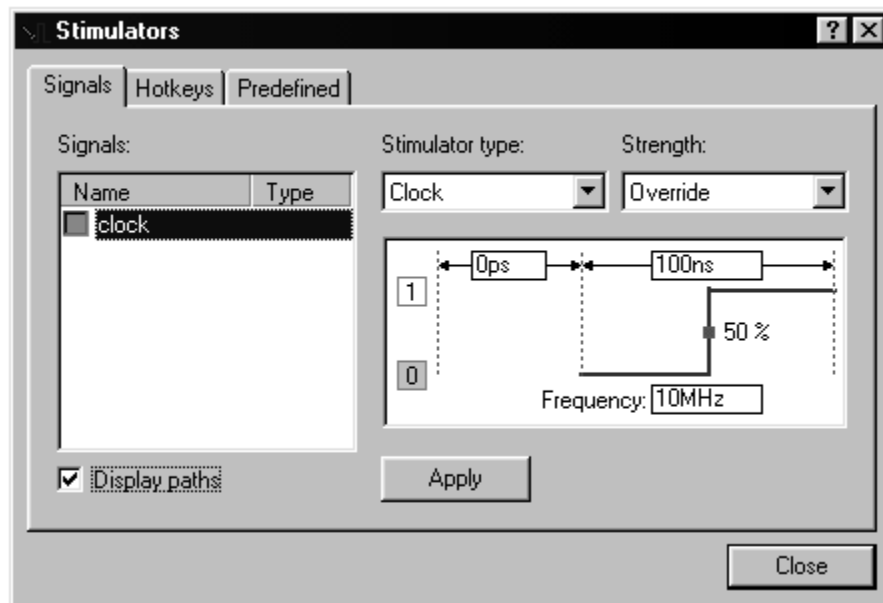 Stimulators
Signals Hotkeys Predefined
Signals: Stimulator type: Strength:
Name Type Clock Override
clock
0ps 100ns
1
50 %
0
Frequency: 10MHz
Display paths Apply
Close